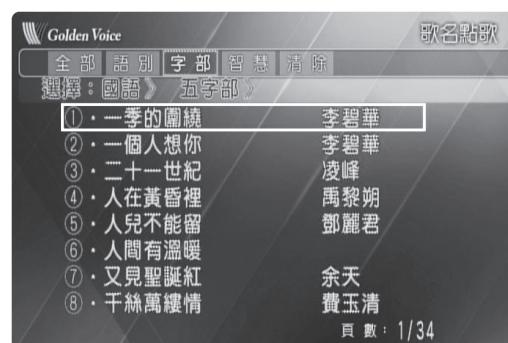 Golden Voice 歌名點歌
全部 語別 字部 智慧 清除
選擇：國語》 五字部》
① · 一季的圍繞 李碧華
② · 一個人想你 李碧華
③ · 二十一世紀 凌峰
④ · 人在黃昏裡 禹黎朔
⑤ · 人兒不能留 鄧麗君
⑥ · 人間有溫暖
⑦ · 又見聖誕紅 余天
⑧ · 千絲萬縷情 費玉清
頁數：1/34